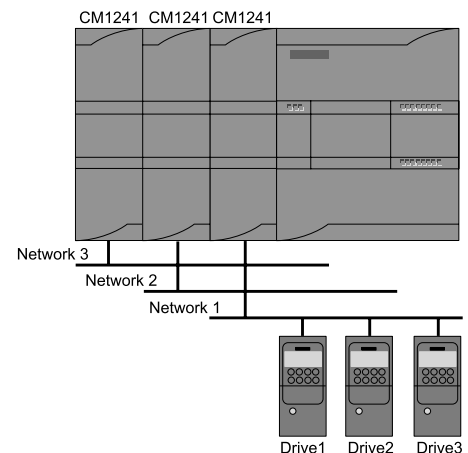 CM1241 CM1241 CM1241
Network 3
Network 2
Network 1
Drive1 Drive2 Drive3